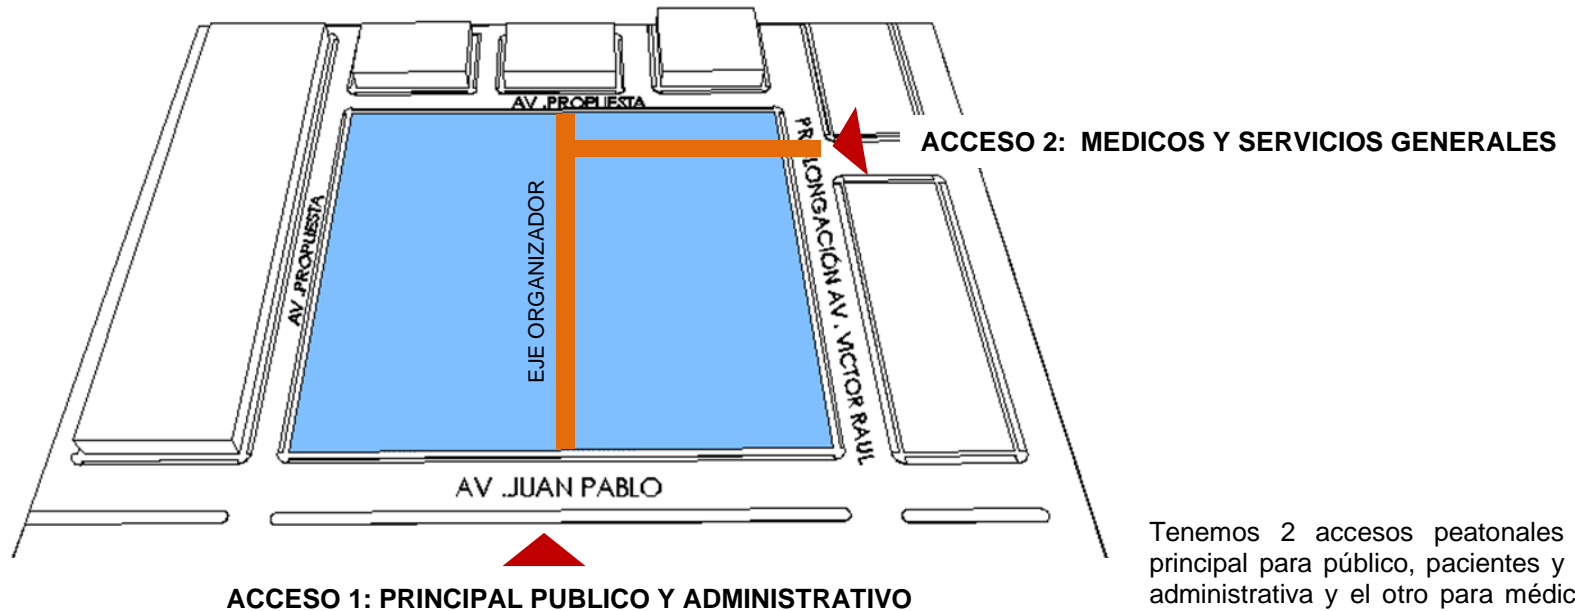 AV .PROPUESTA
ACCESO 2:  MEDICOS Y SERVICIOS GENERALES
PROLONGACIÓN AV . VICTOR RAUL
AV .PROPUESTA
EJE ORGANIZADOR
AV .JUAN PABLO
ACCESO 1: PRINCIPAL PUBLICO Y ADMINISTRATIVO
Tenemos 2 accesos peatonales
principal para público, pacientes y
administrativa y el otro para médic